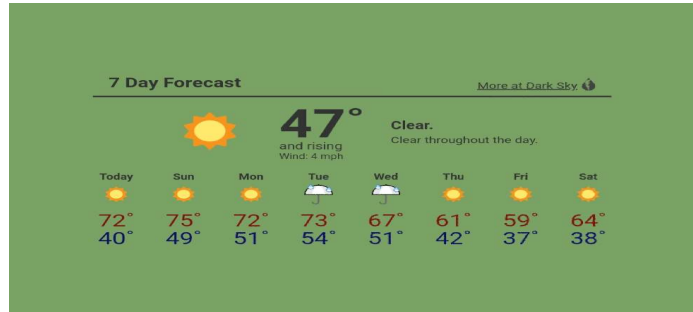 7 Day Forecast More at Dark Sky
47°
and rising
Wind: 4 mph
Clear.
Clear throughout the day.
Today Sun Mon Tue Wed Thu Fri Sat
72° 75° 72° 73° 67° 61° 59° 64°
40° 49° 51° 54° 51° 42° 37° 38°